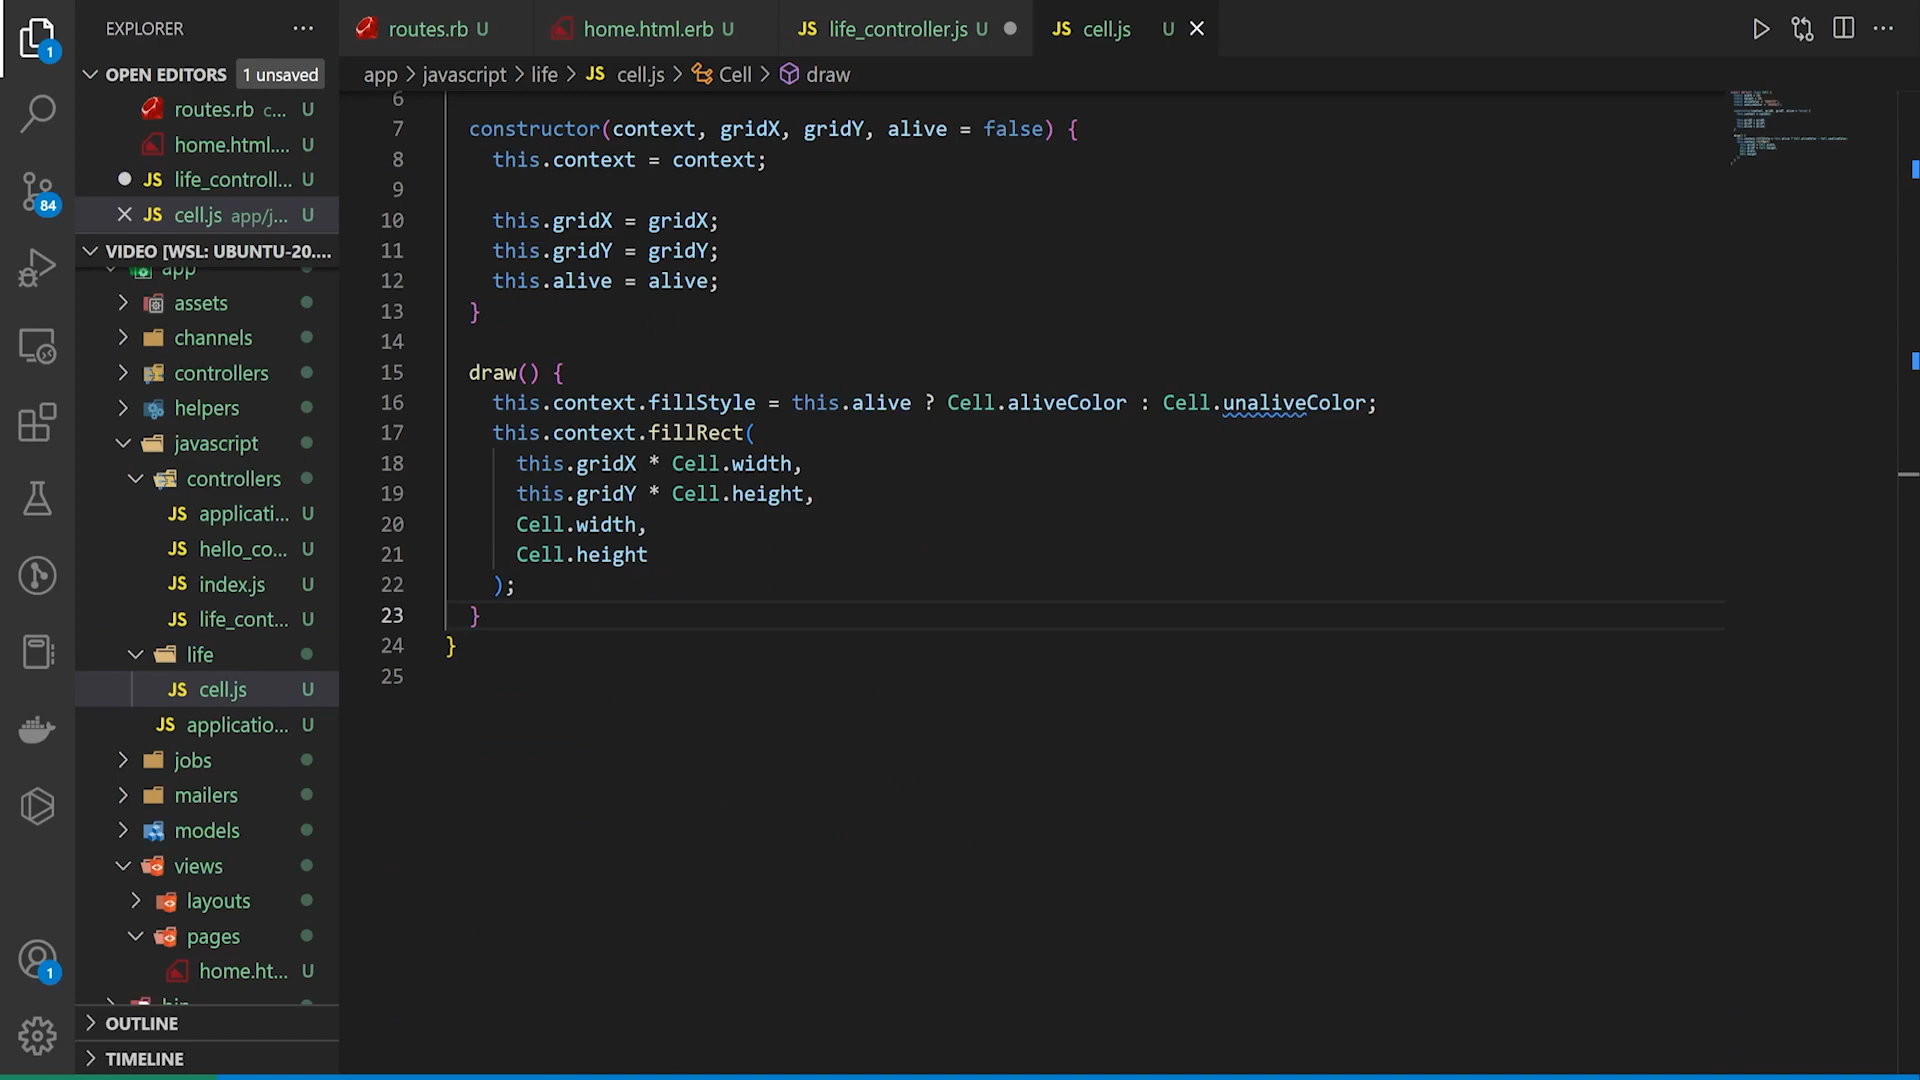 EXPLORER
routes.rb U
home.html.erb U
JS life_controller.js U
JS cell.js U
OPEN EDITORS 1 unsaved
routes.rb c... U
home.html.... U
JS life_controll... U
JS cell.js app/j... U
VIDEO [WSL: UBUNTU-20....
app
assets
channels
controllers
helpers
javascript
controllers
JS applicati... U
JS hello_co... U
JS index.js U
JS life_cont... U
life
JS cell.js U
JS applicatio... U
jobs
mailers
models
views
layouts
pages
home.ht... U
bin
OUTLINE
TIMELINE
1
84
1
app > javascript > life > JS cell.js > Cell > draw
6
7 constructor(context, gridX, gridY, alive = false) {
8 this.context = context;
9
10 this.gridX = gridX;
11 this.gridY = gridY;
12 this.alive = alive;
13 }
14
15 draw() {
16 this.context.fillStyle = this.alive ? Cell.aliveColor : Cell.unaliveColor;
17 this.context.fillRect(
18 this.gridX * Cell.width,
19 this.gridY * Cell.height,
20 Cell.width,
21 Cell.height
22 );
23 }
24 }
25